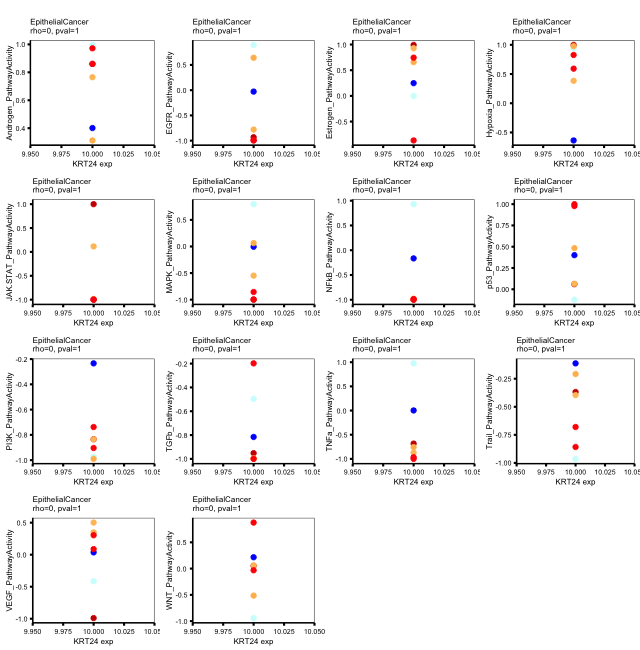 EpithelialCancer
rho=0, pval=1
Androgen_PathwayActivity
1.0
0.8
0.6
0.4
9.950 9.975 10.000 10.025 10.05
KRT24 exp
EpithelialCancer
rho=0, pval=1
EGFR_PathwayActivity
0.5
0.0
-0.5
-1.0
9.950 9.975 10.000 10.025 10.05
KRT24 exp
EpithelialCancer
rho=0, pval=1
Estrogen_PathwayActivity
1.0
0.5
0.0
-0.5
9.950 9.975 10.000 10.025 10.05
KRT24 exp
EpithelialCancer
rho=0, pval=1
Hypoxia_PathwayActivity
1.0
0.5
0.0
-0.5
9.950 9.975 10.000 10.025 10.05
KRT24 exp
EpithelialCancer
rho=0, pval=1
JAK.STAT_PathwayActivity
1.0
0.5
0.0
-0.5
-1.0
9.950 9.975 10.000 10.025 10.05
KRT24 exp
EpithelialCancer
rho=0, pval=1
MAPK_PathwayActivity
0.5
0.0
-0.5
-1.0
9.950 9.975 10.000 10.025 10.05
KRT24 exp
EpithelialCancer
rho=0, pval=1
NFkB_PathwayActivity
1.0
0.5
0.0
-0.5
-1.0
9.950 9.975 10.000 10.025 10.05
KRT24 exp
EpithelialCancer
rho=0, pval=1
p53_PathwayActivity
1.00
0.75
0.50
0.25
0.00
9.950 9.975 10.000 10.025 10.05
KRT24 exp
EpithelialCancer
rho=0, pval=1
PI3K_PathwayActivity
-0.2
-0.4
-0.6
-0.8
-1.0
9.950 9.975 10.000 10.025 10.05
KRT24 exp
EpithelialCancer
rho=0, pval=1
TGFb_PathwayActivity
-0.2
-0.4
-0.6
-0.8
-1.0
9.950 9.975 10.000 10.025 10.05
KRT24 exp
EpithelialCancer
rho=0, pval=1
TNFa_PathwayActivity
1.0
0.5
0.0
-0.5
-1.0
9.950 9.975 10.000 10.025 10.05
KRT24 exp
EpithelialCancer
rho=0, pval=1
Trail_PathwayActivity
-0.25
-0.50
-0.75
-1.00
9.950 9.975 10.000 10.025 10.05
KRT24 exp
EpithelialCancer
rho=0, pval=1
VEGF_PathwayActivity
0.5
0.0
-0.5
-1.0
9.950 9.975 10.000 10.025 10.05
KRT24 exp
EpithelialCancer
rho=0, pval=1
WNT_PathwayActivity
0.5
0.0
-0.5
-1.0
9.950 9.975 10.000 10.025 10.050
KRT24 exp